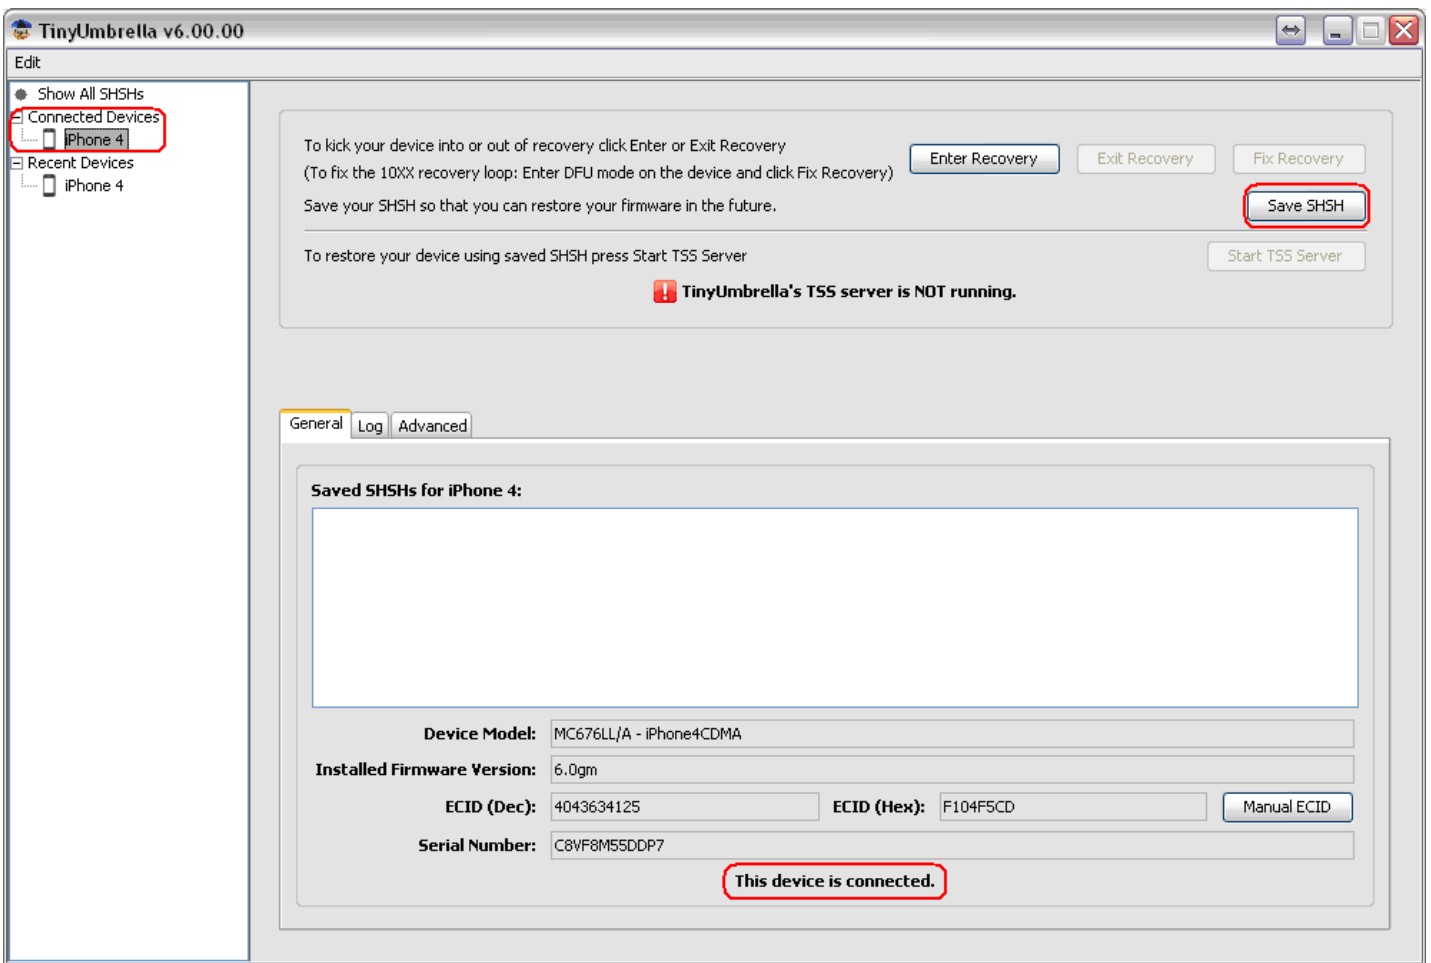 TinyUmbrella v6.00.00
Edit
Show All SHSHs
Connected Devices
iPhone 4
Recent Devices
iPhone 4
To kick your device into or out of recovery click Enter or Exit Recovery
(To fix the 10XX recovery loop: Enter DFU mode on the device and click Fix Recovery)
Enter Recovery
Exit Recovery
Fix Recovery
Save your SHSH so that you can restore your firmware in the future.
Save SHSH
To restore your device using saved SHSH press Start TSS Server
Start TSS Server
TinyUmbrella's TSS server is NOT running.
General
Log
Advanced
Saved SHSHs for iPhone 4:
Device Model: MC676LL/A - iPhone4CDMA
Installed Firmware Version: 6.0gm
ECID (Dec): 4043634125 ECID (Hex): F104F5CD Manual ECID
Serial Number: C8VF8M55DDP7
This device is connected.